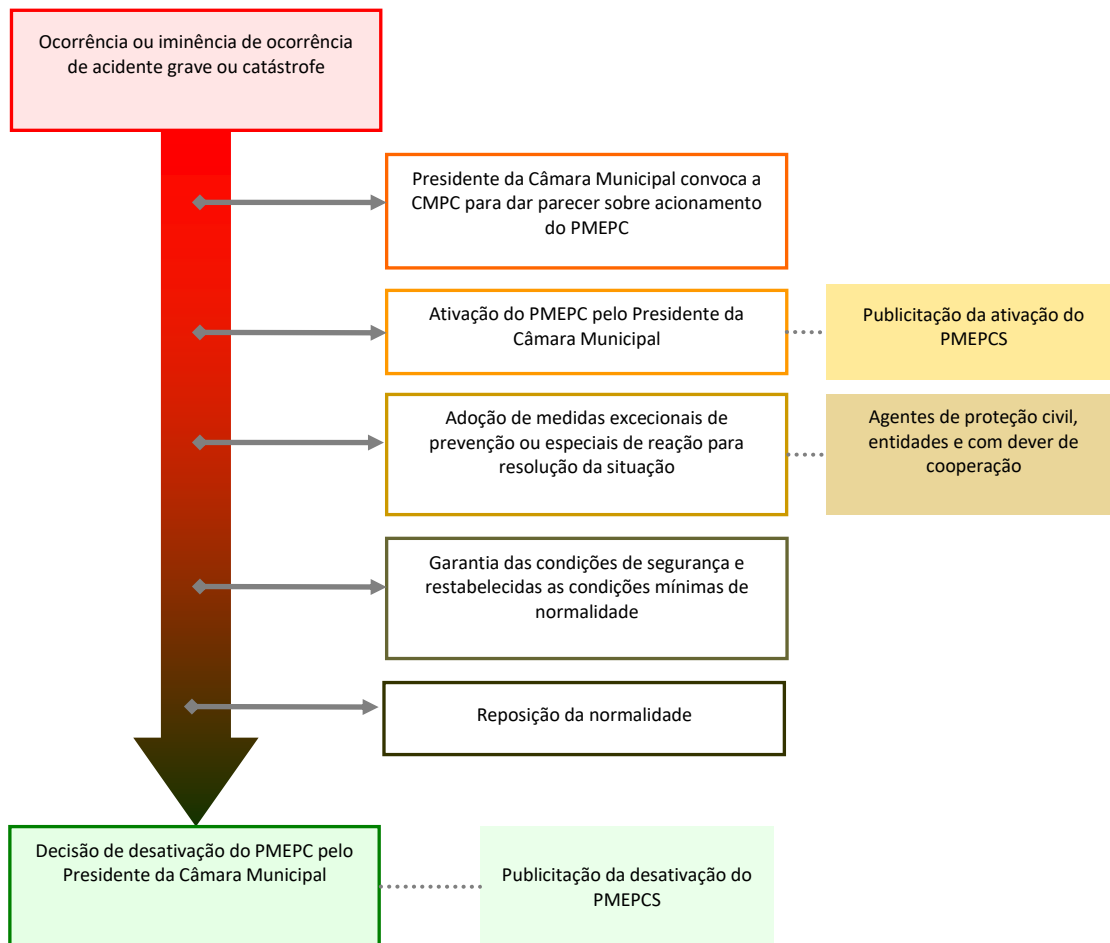 Ocorrência ou iminência de ocorrência
de acidente grave ou catástrofe
Presidente da Câmara Municipal convoca a
CMPC para dar parecer sobre acionamento
do PMEPC
Ativação do PMEPC pelo Presidente da
Câmara Municipal
Publicitação da ativação do
PMEPCS
Adoção de medidas excecionais de
prevenção ou especiais de reação para
resolução da situação
Agentes de proteção civil,
entidades e com dever de
cooperação
Garantia das condições de segurança e
restabelecidas as condições mínimas de
normalidade
Reposição da normalidade
Decisão de desativação do PMEPC pelo
Presidente da Câmara Municipal
Publicitação da desativação do
PMEPCS